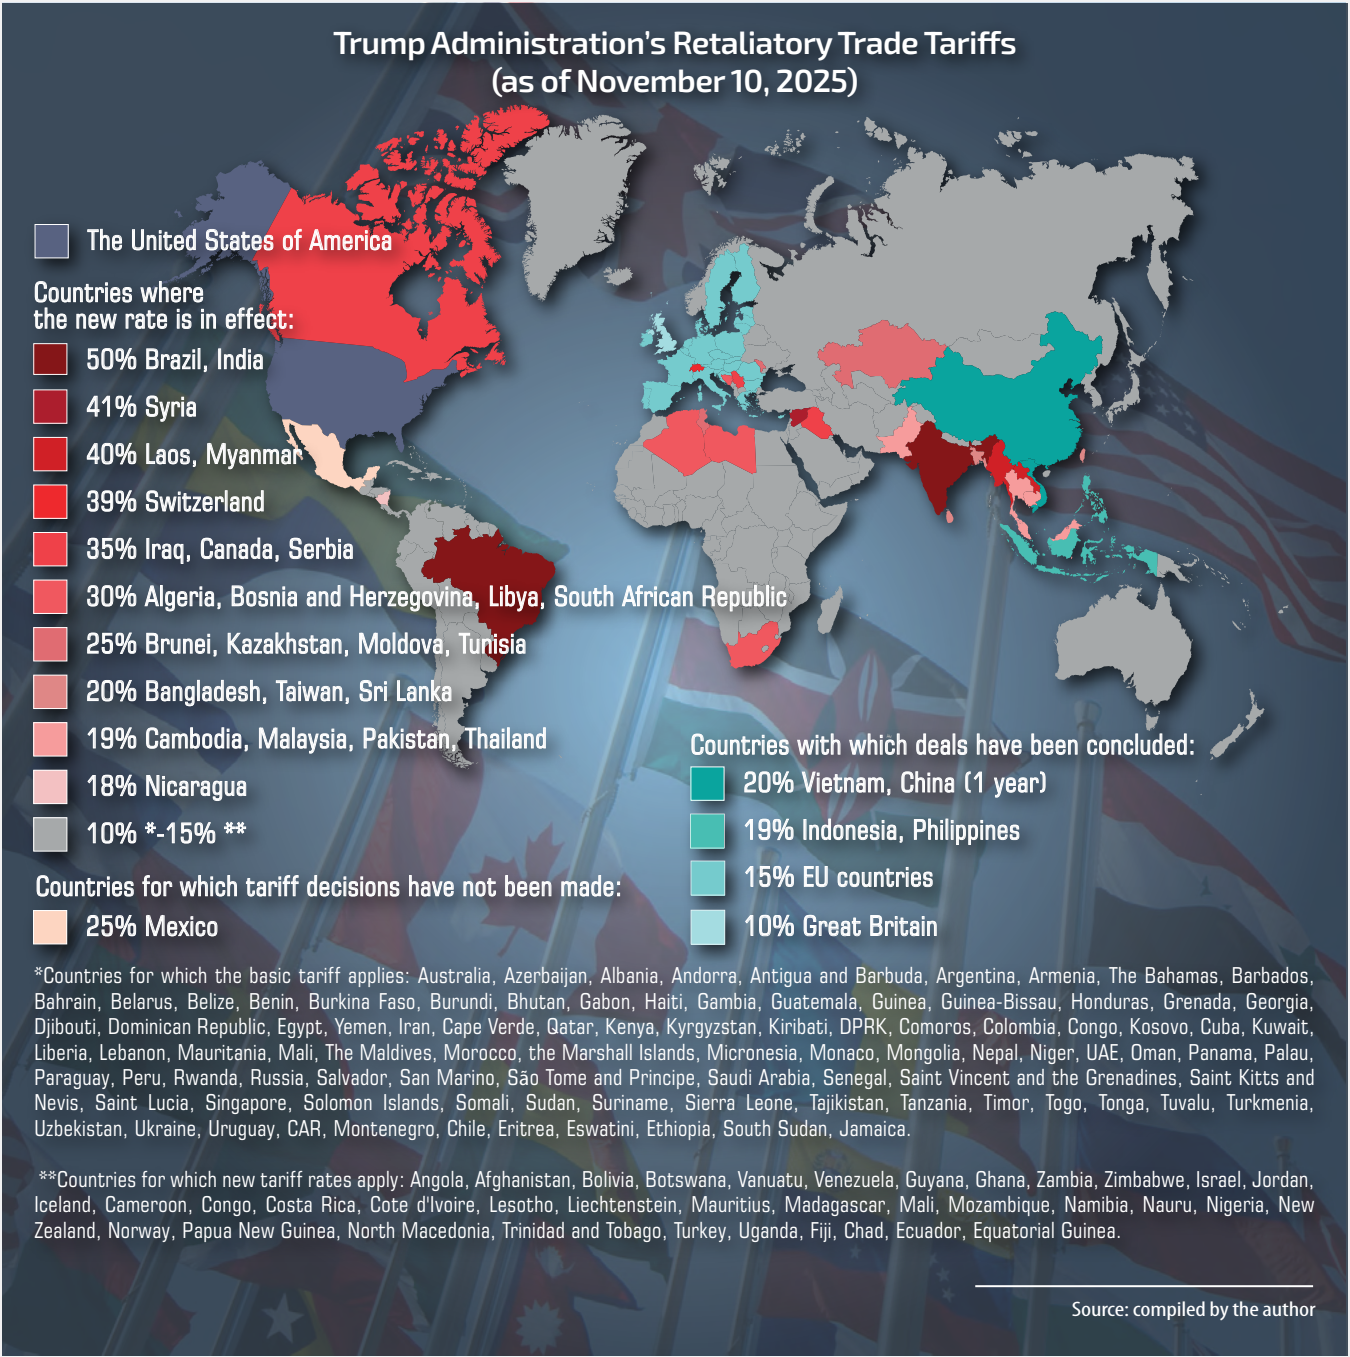 Trump Administration’s Retaliatory Trade Tariffs
(as of November 10, 2025)
The United States of America
Countries where
the new rate is in effect:
50% Brazil, India
41% Syria
40% Laos, Myanmar
39% Switzerland
35% Iraq, Canada, Serbia
30% Algeria, Bosnia and Herzegovina, Libya, South African Republic
25% Brunei, Kazakhstan, Moldova, Tunisia
20% Bangladesh, Taiwan, Sri Lanka
19% Cambodia, Malaysia, Pakistan, Thailand
18% Nicaragua
10% *-15% **
Countries for which tariff decisions have not been made:
25% Mexico
Countries with which deals have been concluded:
20% Vietnam, China (1 year)
19% Indonesia, Philippines
15% EU countries
10% Great Britain
*Countries for which the basic tariff applies: Australia, Azerbaijan, Albania, Andorra, Antigua and Barbuda, Argentina, Armenia, The Bahamas, Barbados,
Bahrain, Belarus, Belize, Benin, Burkina Faso, Burundi, Bhutan, Gabon, Haiti, Gambia, Guatemala, Guinea, Guinea-Bissau, Honduras, Grenada, Georgia,
Djibouti, Dominican Republic, Egypt, Yemen, Iran, Cape Verde, Qatar, Kenya, Kyrgyzstan, Kiribati, DPRK, Comoros, Colombia, Congo, Kosovo, Cuba, Kuwait,
Liberia, Lebanon, Mauritania, Mali, The Maldives, Morocco, the Marshall Islands, Micronesia, Monaco, Mongolia, Nepal, Niger, UAE, Oman, Panama, Palau,
Paraguay, Peru, Rwanda, Russia, Salvador, San Marino, São Tome and Principe, Saudi Arabia, Senegal, Saint Vincent and the Grenadines, Saint Kitts and
Nevis, Saint Lucia, Singapore, Solomon Islands, Somali, Sudan, Suriname, Sierra Leone, Tajikistan, Tanzania, Timor, Togo, Tonga, Tuvalu, Turkmenia,
Uzbekistan, Ukraine, Uruguay, CAR, Montenegro, Chile, Eritrea, Eswatini, Ethiopia, South Sudan, Jamaica.
**Countries for which new tariff rates apply: Angola, Afghanistan, Bolivia, Botswana, Vanuatu, Venezuela, Guyana, Ghana, Zambia, Zimbabwe, Israel, Jordan,
Iceland, Cameroon, Congo, Costa Rica, Cote d'Ivoire, Lesotho, Liechtenstein, Mauritius, Madagascar, Mali, Mozambique, Namibia, Nauru, Nigeria, New
Zealand, Norway, Papua New Guinea, North Macedonia, Trinidad and Tobago, Turkey, Uganda, Fiji, Chad, Ecuador, Equatorial Guinea.
Source: compiled by the author